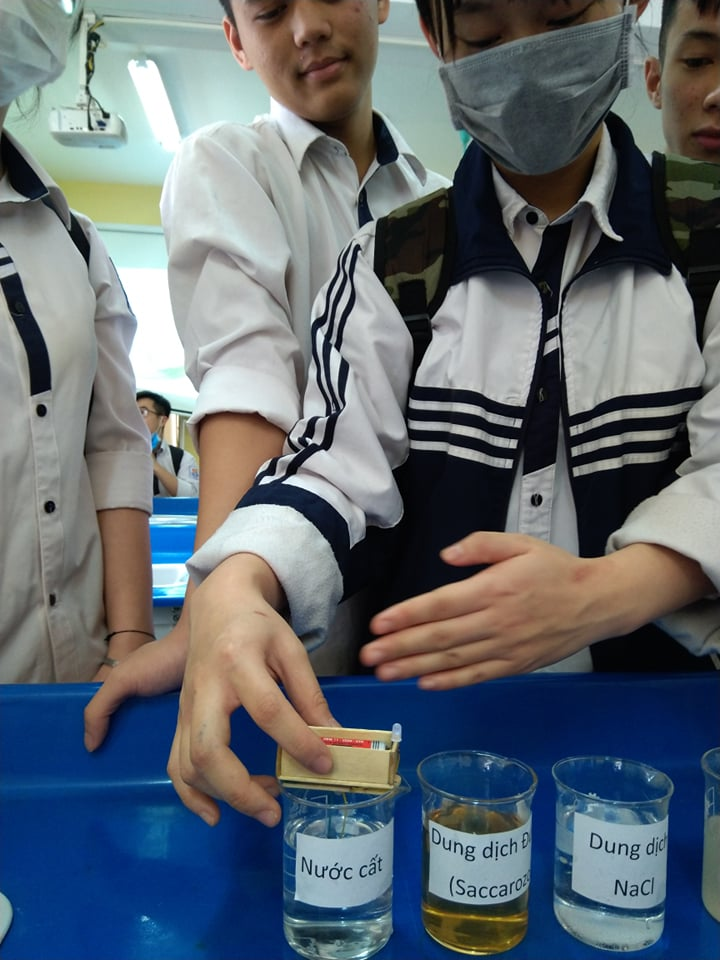 Nước cất
Dung dịch
(Saccaroz
Dung dịch
NaCl